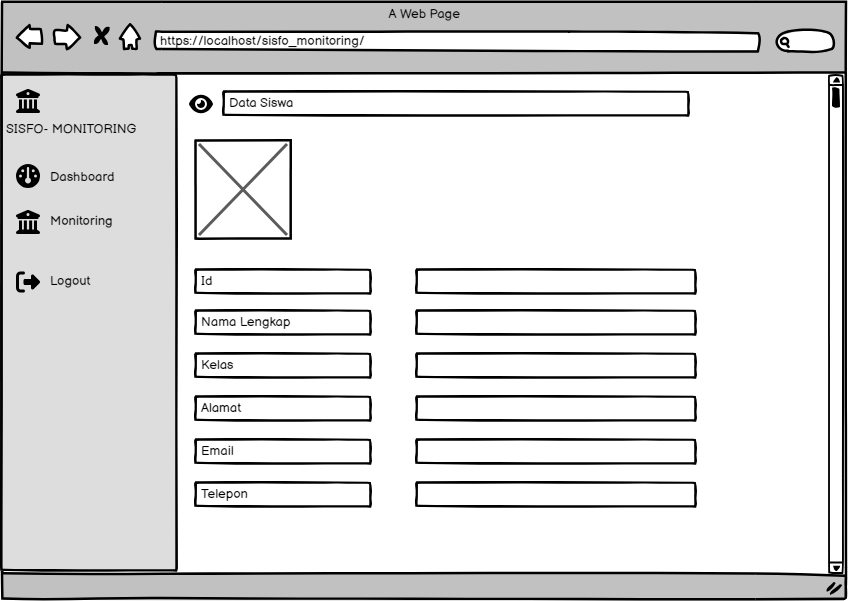 A Web Page
https://localhost/sisfo_monitoring/
SISFO- MONITORING
Dashboard
Monitoring
Logout
Data Siswa
Id
Nama Lengkap
Kelas
Alamat
Email
Telepon